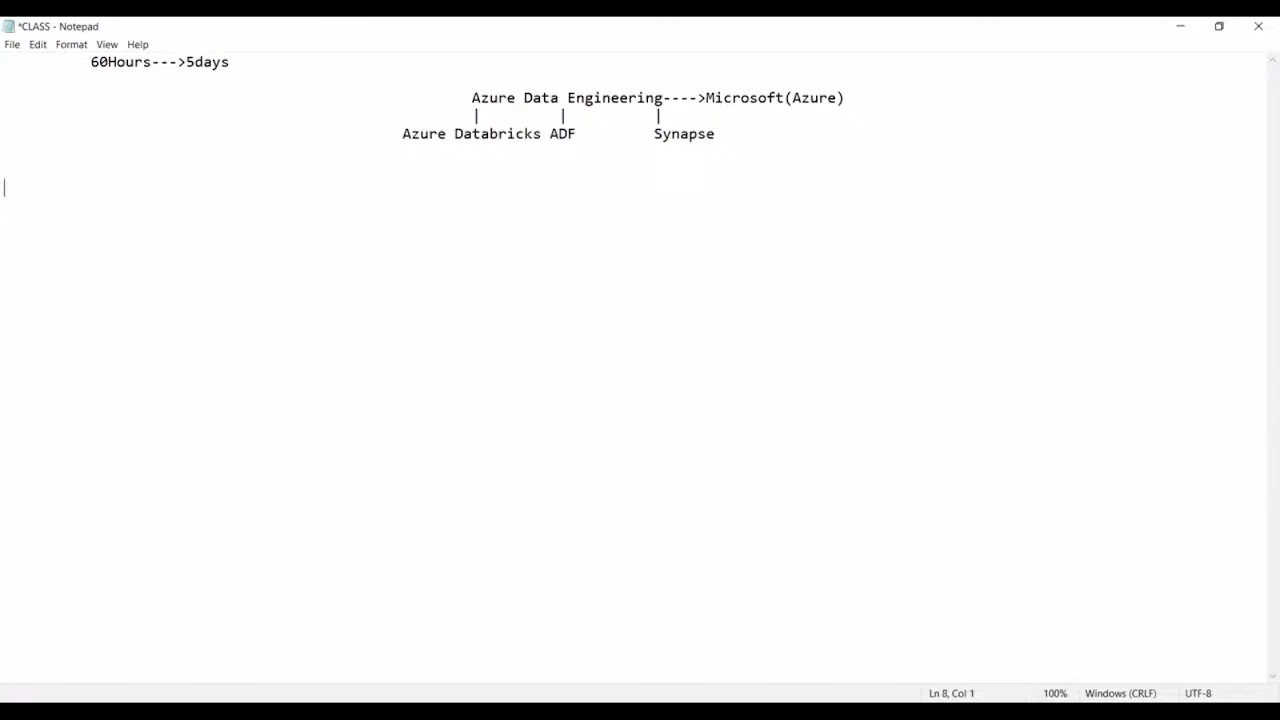 *CLASS - Notepad
File Edit Format View Help
60Hours--->5days
Azure Data Engineering---->Microsoft(Azure)
| | |
Azure Databricks ADF Synapse
Ln 8, Col 1 100% Windows (CRLF) UTF-8